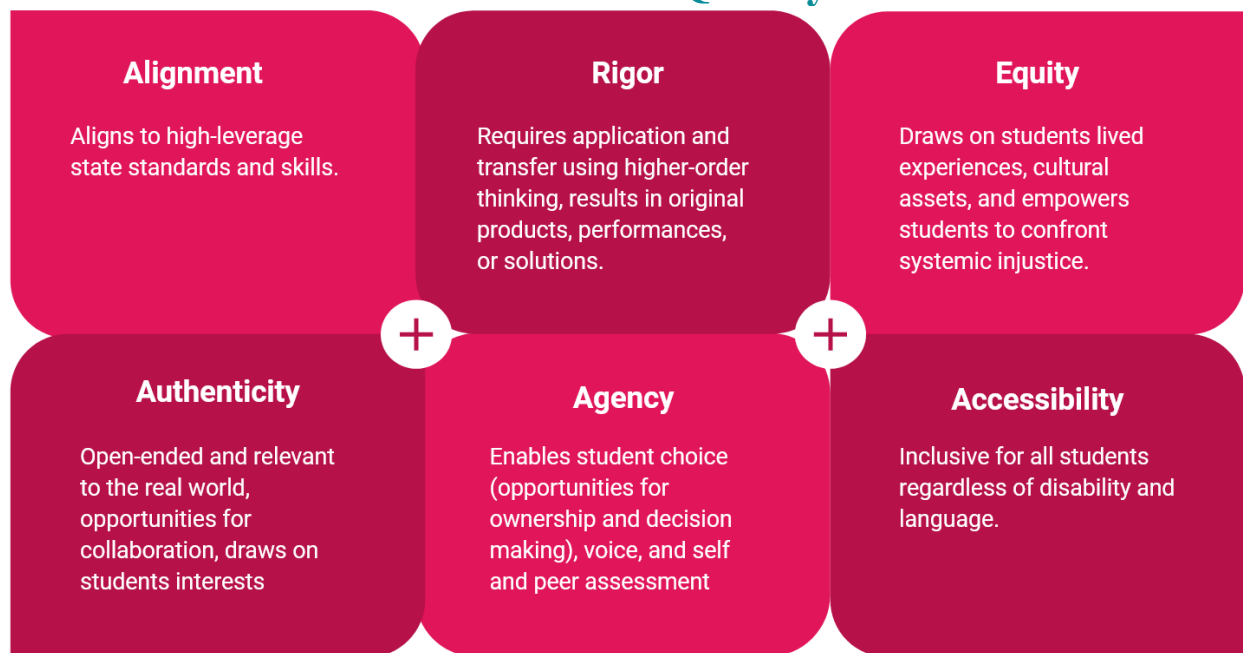 Alignment
Aligns to high-leverage
state standards and skills.
Rigor
Requires application and
transfer using higher-order
thinking, results in original
products, performances,
or solutions.
Equity
Draws on students lived
experiences, cultural
assets, and empowers
students to confront
systemic injustice.
Authenticity
Open-ended and relevant
to the real world,
opportunities for
collaboration, draws on
students interests
Agency
Enables student choice
(opportunities for
ownership and decision
making), voice, and self
and peer assessment
Accessibility
Inclusive for all students
regardless of disability and
language.